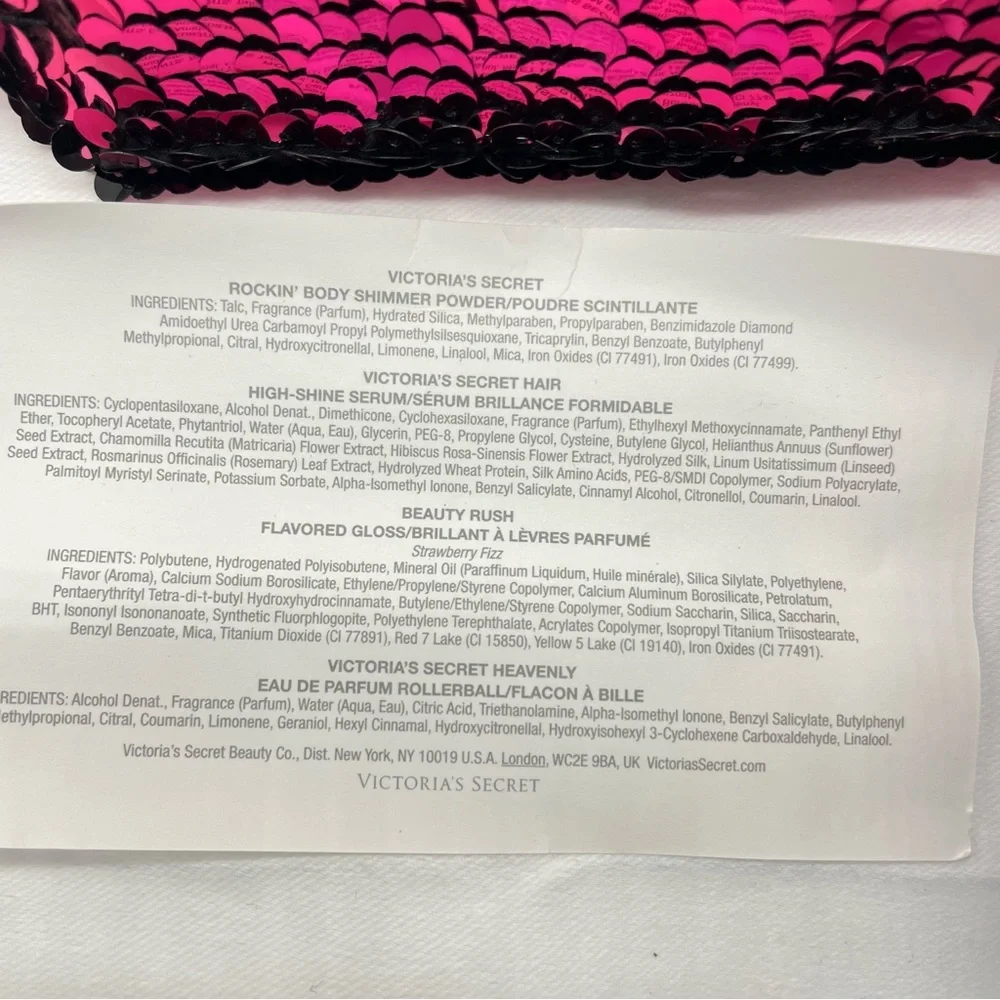 VICTORIA'S SECRET
ROCKIN' BODY SHIMMER POWDER/POUDRE SCINTILLANTE
INGREDIENTS: Talc, Fragrance (Parfum), Hydrated Silica, Methylparaben, Propylparaben, Benzimidazole Diamond
Amidoethyl Urea Carbamoyl Propyl Polymethylsilsesquioxane, Tricaprylin, Benzyl Benzoate, Butylphenyl
Methylpropional, Citral, Hydroxycitronellal, Limonene, Linalool, Mica, Iron Oxides (CI 77491), Iron Oxides (CI 77499).
VICTORIA'S SECRET HAIR
HIGH-SHINE SERUM/SÉRUM BRILLANCE FORMIDABLE
INGREDIENTS: Cyclopentasiloxane, Alcohol Denat., Dimethicone, Cyclohexasiloxane, Fragrance (Parfum), Ethylhexyl Methoxycinnamate, Panthenyl Ethyl
Ether, Tocopheryl Acetate, Phytantriol, Water (Aqua, Eau), Glycerin, PEG-8, Propylene Glycol, Cysteine, Butylene Glycol, Helianthus Annuus (Sunflower)
Seed Extract, Chamomilla Recutita (Matricaria) Flower Extract, Hibiscus Rosa-Sinensis Flower Extract, Hydrolyzed Silk, Linum Usitatissimum (Linseed)
Seed Extract, Rosmarinus Officinalis (Rosemary) Leaf Extract, Hydrolyzed Wheat Protein, Silk Amino Acids, PEG-8/SMDI Copolymer, Sodium Polyacrylate,
Palmitoyl Myristyl Serinate, Potassium Sorbate, Alpha-Isomethyl Ionone, Benzyl Salicylate, Cinnamyl Alcohol, Citronellol, Coumarin, Linalool.
BEAUTY RUSH
FLAVORED GLOSS/BRILLANT À LÈVRES PARFUMÉ
Strawberry Fizz
INGREDIENTS: Polybutene, Hydrogenated Polyisobutene, Mineral Oil (Paraffinum Liquidum, Huile minérale), Silica Silylate, Polyethylene,
Flavor (Aroma), Calcium Sodium Borosilicate, Ethylene/Propylene/Styrene Copolymer, Calcium Aluminum Borosilicate, Petrolatum,
Pentaerythrityl Tetra-di-t-butyl Hydroxyhydrocinnamate, Butylene/Ethylene/Styrene Copolymer, Sodium Saccharin, Silica, Saccharin,
BHT, Isononyl Isononanoate, Synthetic Fluorphlogopite, Polyethylene Terephthalate, Acrylates Copolymer, Isopropyl Titanium Triisostearate,
Benzyl Benzoate, Mica, Titanium Dioxide (CI 77891), Red 7 Lake (CI 15850), Yellow 5 Lake (CI 19140), Iron Oxides (CI 77491).
VICTORIA'S SECRET HEAVENLY
EAU DE PARFUM ROLLERBALL/FLACON À BILLE
REDIENTS: Alcohol Denat., Fragrance (Parfum), Water (Aqua, Eau), Citric Acid, Triethanolamine, Alpha-Isomethyl Ionone, Benzyl Salicylate, Butylphenyl
ethylpropional, Citral, Coumarin, Limonene, Geraniol, Hexyl Cinnamal, Hydroxycitronellal, Hydroxyisohexyl 3-Cyclohexene Carboxaldehyde, Linalool.
Victoria's Secret Beauty Co., Dist. New York, NY 10019 U.S.A. London, WC2E 9BA, UK VictoriasSecret.com
VICTORIA'S SECRET